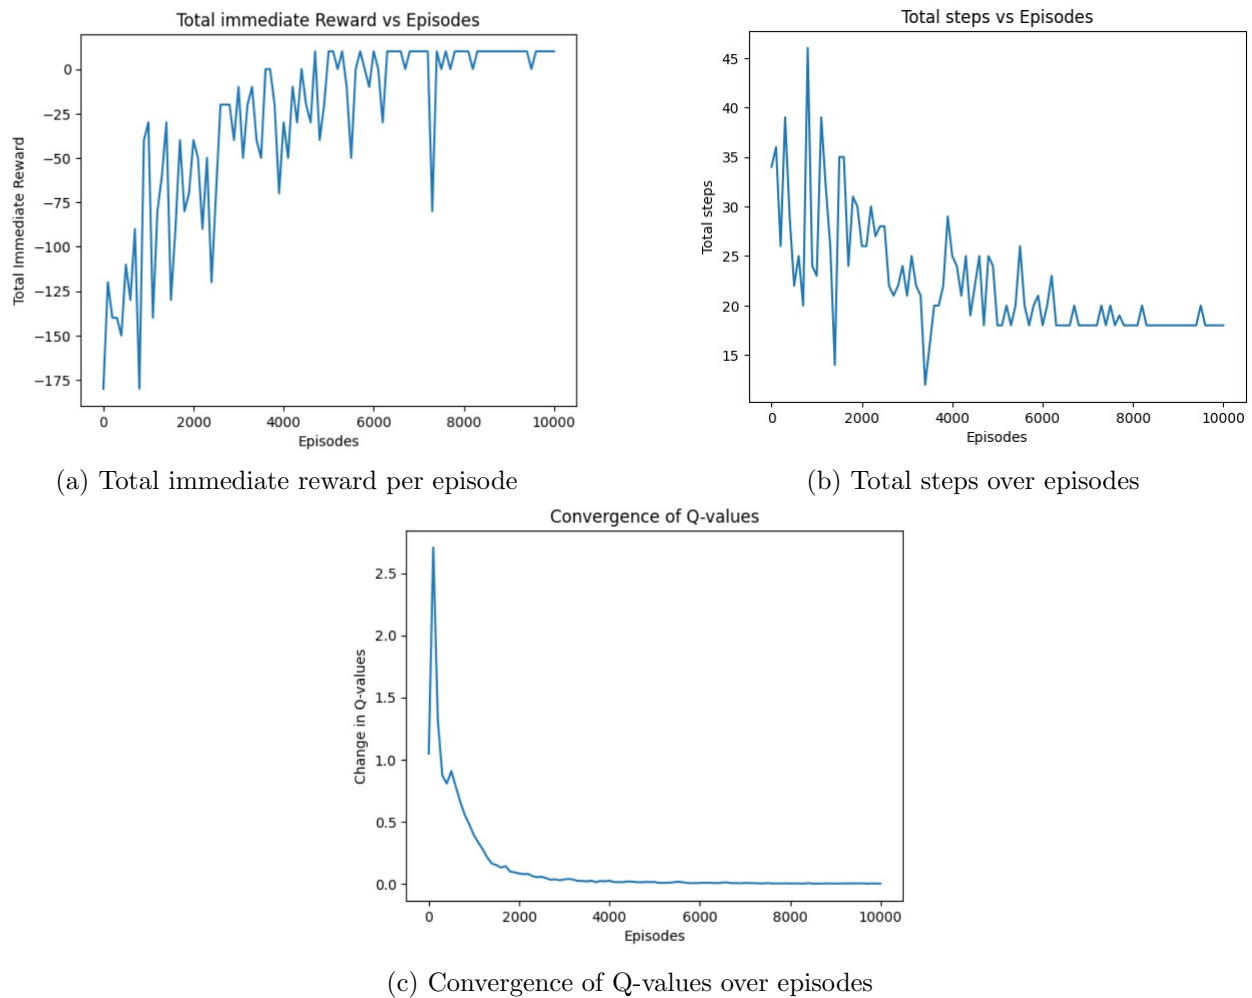 Total immediate Reward vs Episodes
Total Immediate Reward
0
−25
−50
−75
−100
−125
−150
−175
0 2000 4000 6000 8000 10000
Episodes
(a) Total immediate reward per episode
Total steps vs Episodes
Total steps
45
40
35
30
25
20
15
0 2000 4000 6000 8000 10000
Episodes
(b) Total steps over episodes
Convergence of Q-values
Change in Q-values
2.5
2.0
1.5
1.0
0.5
0.0
0 2000 4000 6000 8000 10000
Episodes
(c) Convergence of Q-values over episodes